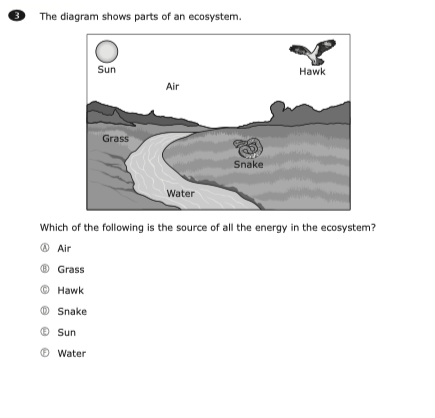 3 The diagram shows parts of an ecosystem.
Sun
Hawk
Air
Grass
Snake
Water
Which of the following is the source of all the energy in the ecosystem?
A Air
B Grass
C Hawk
D Snake
E Sun
F Water